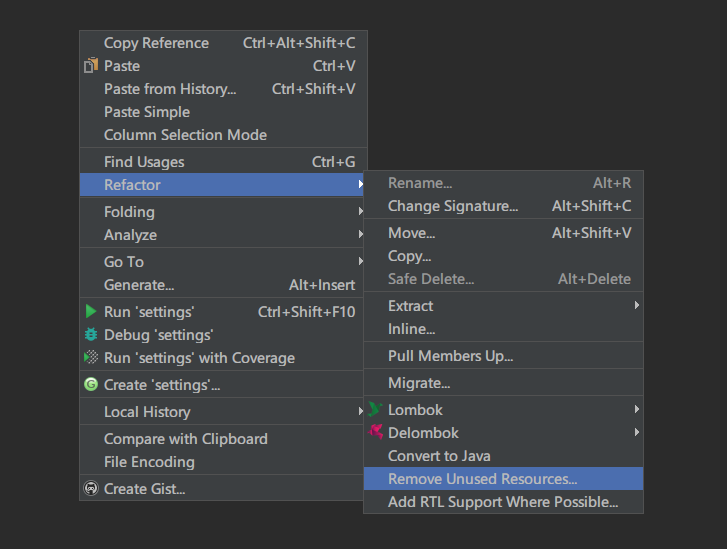 Copy Reference Ctrl+Alt+Shift+C
Paste Ctrl+V
Paste from History... Ctrl+Shift+V
Paste Simple
Column Selection Mode
Find Usages Ctrl+G
Refactor
Folding
Analyze
Go To
Generate... Alt+Insert
Run 'settings' Ctrl+Shift+F10
Debug 'settings'
Run 'settings' with Coverage
G Create 'settings'...
Local History
Compare with Clipboard
File Encoding
Create Gist...
Rename... Alt+R
Change Signature... Alt+Shift+C
Move... Alt+Shift+V
Copy...
Safe Delete... Alt+Delete
Extract
Inline...
Pull Members Up...
Migrate...
Lombok
Delombok
Convert to Java
Remove Unused Resources...
Add RTL Support Where Possible...